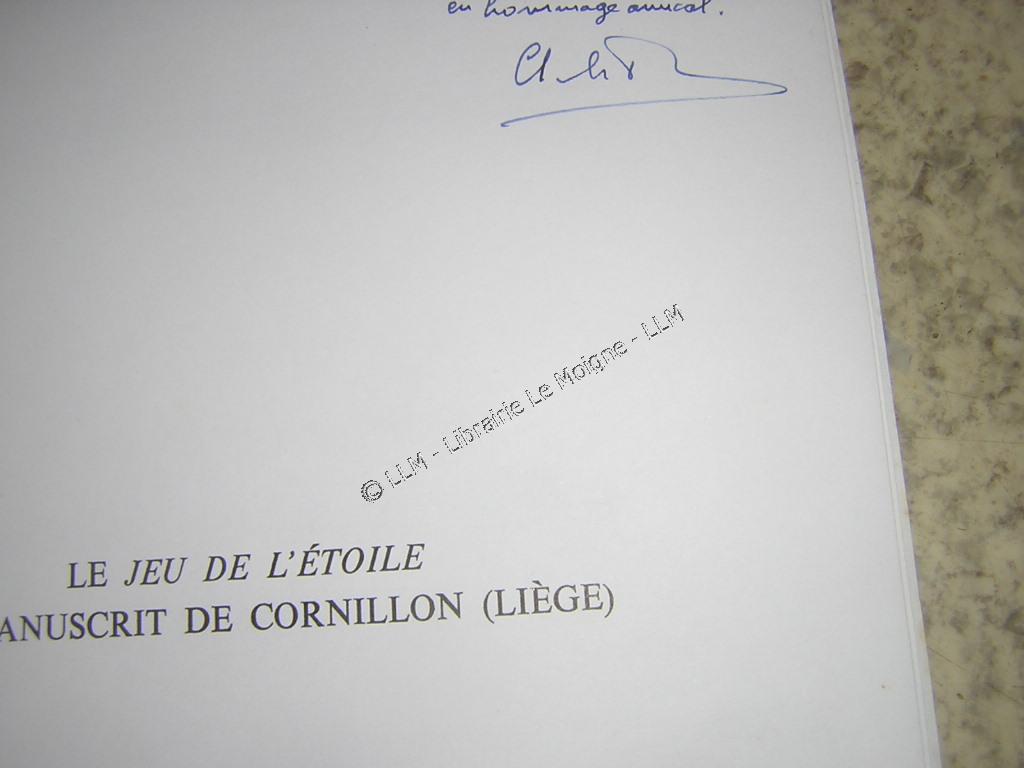 en hommage amical.
© LLM - Librairie Le Moigne - LLM
LE JEU DE L'ÉTOILE
ANUSCRIT DE CORNILLON (LIÈGE)